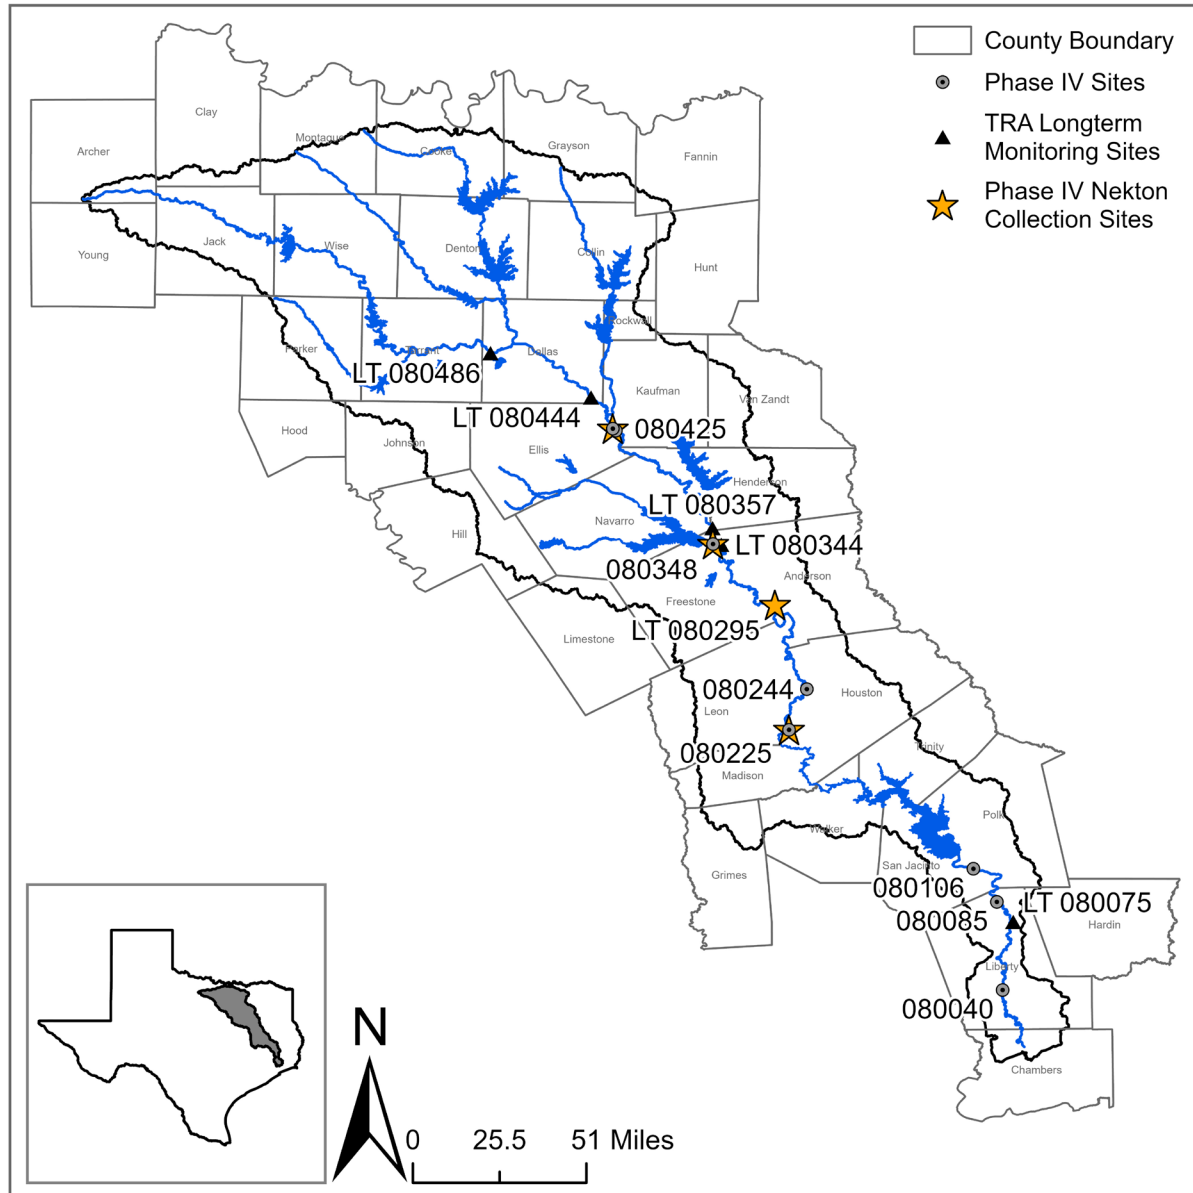 County Boundary
Phase IV Sites
TRA Longterm
Monitoring Sites
Phase IV Nekton
Collection Sites
Clay
Archer
Montague
Cooke
Grayson
Fannin
Young
Jack
Wise
Denton
Collin
Hunt
Rockwall
Parker
Tarrant
Dallas
LT 080486
Kaufman
Van Zandt
LT 080444
080425
Hood
Johnson
Ellis
Henderson
LT 080357
Navarro
Hill
LT 080344
080348
Anderson
Freestone
LT 080295
Limestone
080244
Houston
Leon
080225
Trinity
Madison
Polk
Walker
San Jacinto
Grimes
080106
LT 080075
080085
Hardin
Liberty
080040
Chambers
N
0 25.5 51 Miles